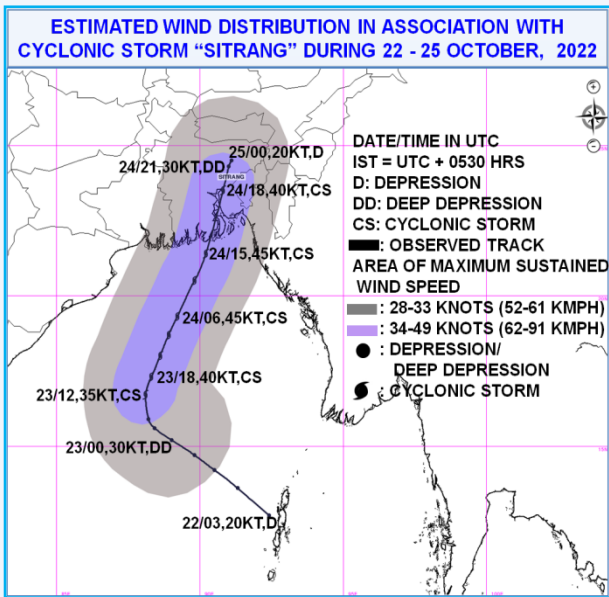 ESTIMATED WIND DISTRIBUTION IN ASSOCIATION WITH
CYCLONIC STORM “SITRANG” DURING 22 - 25 OCTOBER, 2022
DATE/TIME IN UTC
IST = UTC + 0530 HRS
D: DEPRESSION
DD: DEEP DEPRESSION
CS: CYCLONIC STORM
: OBSERVED TRACK
AREA OF MAXIMUM SUSTAINED
WIND SPEED
: 28-33 KNOTS (52-61 KMPH)
: 34-49 KNOTS (62-91 KMPH)
: DEPRESSION/
DEEP DEPRESSION
: CYCLONIC STORM
25/00,20KT,D
24/21,30KT,DD
SITRANG
24/18,40KT,CS
24/15,45KT,CS
24/06,45KT,CS
23/18,40KT,CS
23/12,35KT,CS
23/00,30KT,DD
22/03,20KT,D